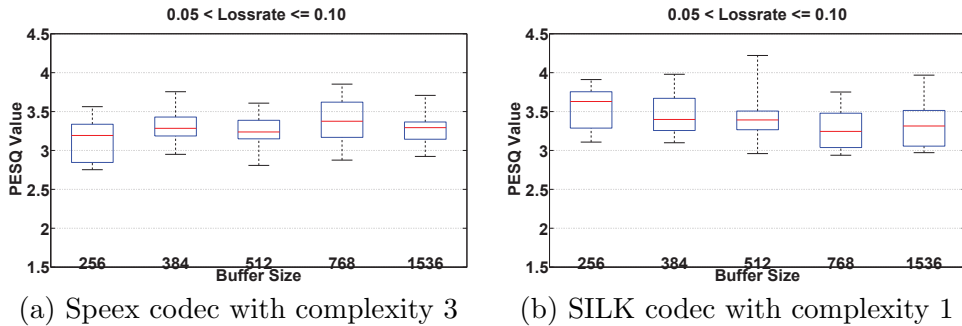 0.05 < Lossrate <= 0.10
4.5
4
3.5
3
2.5
2
1.5
PESQ Value
256 384 512 768 1536
Buffer Size
(a) Speex codec with complexity 3
0.05 < Lossrate <= 0.10
4.5
4
3.5
3
2.5
2
1.5
PESQ Value
256 384 512 768 1536
Buffer Size
(b) SILK codec with complexity 1